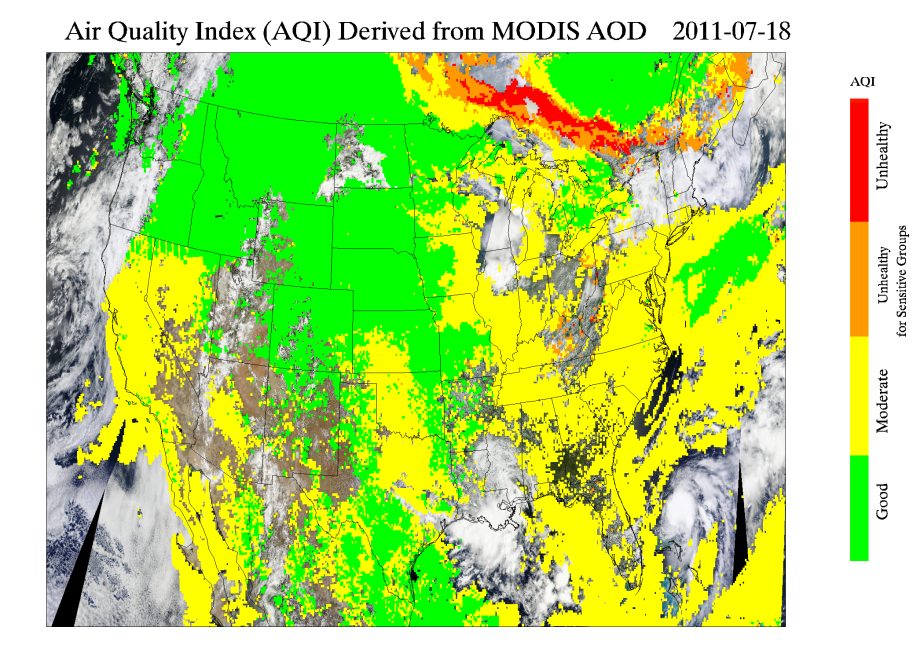 Air Quality Index (AQI) Derived from MODIS AOD 2011-07-18
AQI
Unhealthy
Unhealthy
for Sensitive Groups
Moderate
Good